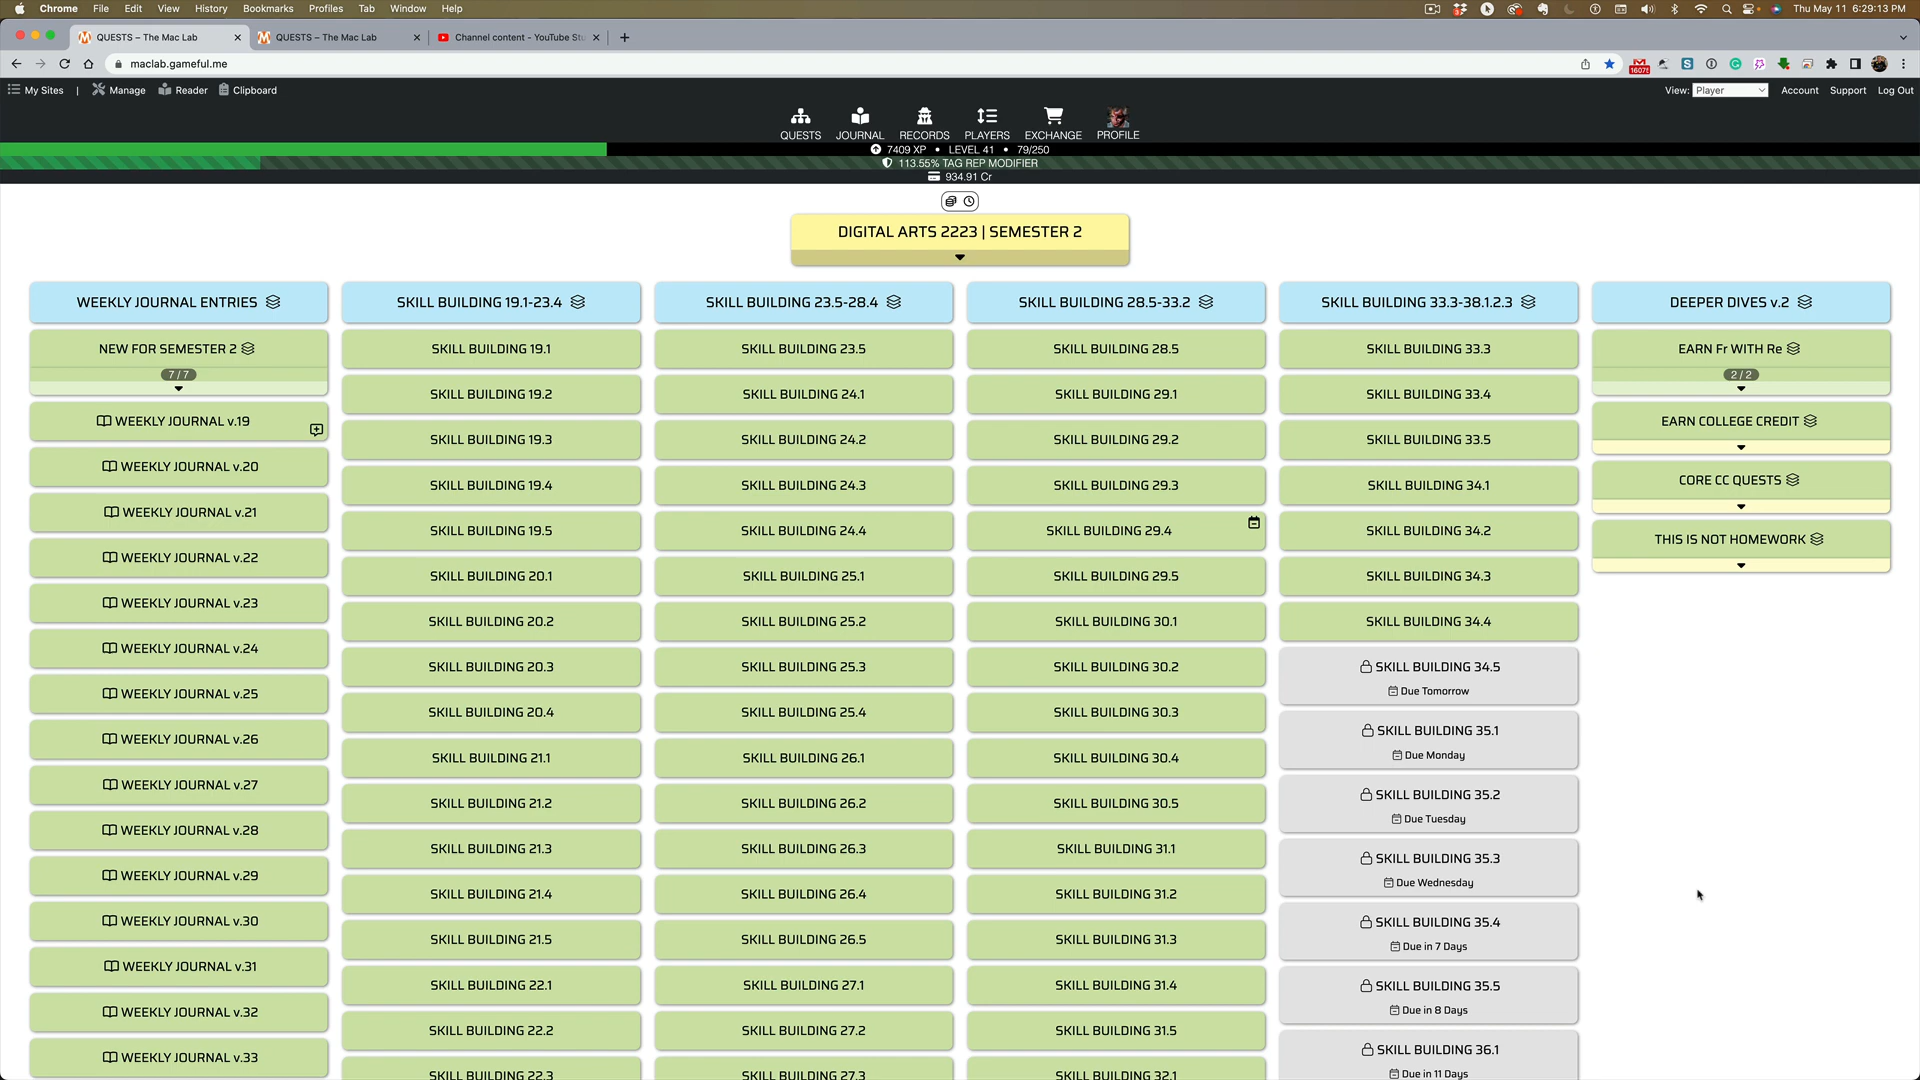 Chrome File Edit View History Bookmarks Profiles Tab Window Help
Thu May 11 6:29:13 PM
QUESTS – The Mac Lab
QUESTS – The Mac Lab
Channel content - YouTube Stu
maclab.gameful.me
My Sites | Manage Reader Clipboard
View: Player Account Support Log Out
QUESTS JOURNAL RECORDS PLAYERS EXCHANGE PROFILE
7409 XP • LEVEL 41 • 79/250
113.55% TAG REP MODIFIER
934.91 Cr
DIGITAL ARTS 2223 | SEMESTER 2
WEEKLY JOURNAL ENTRIES
NEW FOR SEMESTER 2
7 / 7
WEEKLY JOURNAL v.19
WEEKLY JOURNAL v.20
WEEKLY JOURNAL v.21
WEEKLY JOURNAL v.22
WEEKLY JOURNAL v.23
WEEKLY JOURNAL v.24
WEEKLY JOURNAL v.25
WEEKLY JOURNAL v.26
WEEKLY JOURNAL v.27
WEEKLY JOURNAL v.28
WEEKLY JOURNAL v.29
WEEKLY JOURNAL v.30
WEEKLY JOURNAL v.31
WEEKLY JOURNAL v.32
WEEKLY JOURNAL v.33
SKILL BUILDING 19.1-23.4
SKILL BUILDING 19.1
SKILL BUILDING 19.2
SKILL BUILDING 19.3
SKILL BUILDING 19.4
SKILL BUILDING 19.5
SKILL BUILDING 20.1
SKILL BUILDING 20.2
SKILL BUILDING 20.3
SKILL BUILDING 20.4
SKILL BUILDING 21.1
SKILL BUILDING 21.2
SKILL BUILDING 21.3
SKILL BUILDING 21.4
SKILL BUILDING 21.5
SKILL BUILDING 22.1
SKILL BUILDING 22.2
SKILL BUILDING 22.3
SKILL BUILDING 23.5-28.4
SKILL BUILDING 23.5
SKILL BUILDING 24.1
SKILL BUILDING 24.2
SKILL BUILDING 24.3
SKILL BUILDING 24.4
SKILL BUILDING 25.1
SKILL BUILDING 25.2
SKILL BUILDING 25.3
SKILL BUILDING 25.4
SKILL BUILDING 26.1
SKILL BUILDING 26.2
SKILL BUILDING 26.3
SKILL BUILDING 26.4
SKILL BUILDING 26.5
SKILL BUILDING 27.1
SKILL BUILDING 27.2
SKILL BUILDING 27.3
SKILL BUILDING 28.5-33.2
SKILL BUILDING 28.5
SKILL BUILDING 29.1
SKILL BUILDING 29.2
SKILL BUILDING 29.3
SKILL BUILDING 29.4
SKILL BUILDING 29.5
SKILL BUILDING 30.1
SKILL BUILDING 30.2
SKILL BUILDING 30.3
SKILL BUILDING 30.4
SKILL BUILDING 30.5
SKILL BUILDING 31.1
SKILL BUILDING 31.2
SKILL BUILDING 31.3
SKILL BUILDING 31.4
SKILL BUILDING 31.5
SKILL BUILDING 32.1
SKILL BUILDING 33.3-38.1.2.3
SKILL BUILDING 33.3
SKILL BUILDING 33.4
SKILL BUILDING 33.5
SKILL BUILDING 34.1
SKILL BUILDING 34.2
SKILL BUILDING 34.3
SKILL BUILDING 34.4
SKILL BUILDING 34.5
Due Tomorrow
SKILL BUILDING 35.1
Due Monday
SKILL BUILDING 35.2
Due Tuesday
SKILL BUILDING 35.3
Due Wednesday
SKILL BUILDING 35.4
Due in 7 Days
SKILL BUILDING 35.5
Due in 8 Days
SKILL BUILDING 36.1
Due in 11 Days
DEEPER DIVES v.2
EARN Fr WITH Re
2 / 2
EARN COLLEGE CREDIT
CORE CC QUESTS
THIS IS NOT HOMEWORK